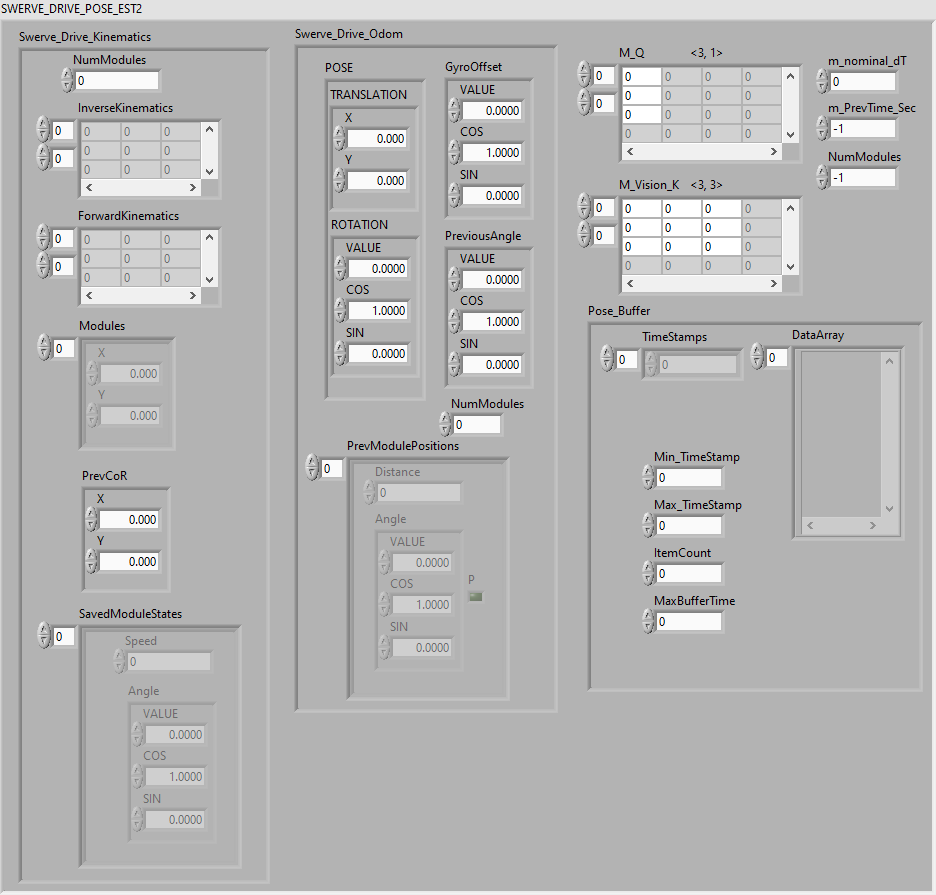 SWERVE_DRIVE_POSE_EST2
Swerve_Drive_Kinematics
NumModules
0
InverseKinematics
0
0
0 0 0
0 0 0
0 0 0
ForwardKinematics
0
0
0 0 0
0 0 0
0 0 0
Modules
0
X
0.000
Y
0.000
PrevCoR
X
0.000
Y
0.000
SavedModuleStates
0
Speed
0
Angle
VALUE
0.0000
COS
1.0000
SIN
0.0000
Swerve_Drive_Odom
POSE
TRANSLATION
X
0.000
Y
0.000
ROTATION
VALUE
0.0000
COS
1.0000
SIN
0.0000
GyroOffset
VALUE
0.0000
COS
1.0000
SIN
0.0000
PreviousAngle
VALUE
0.0000
COS
1.0000
SIN
0.0000
NumModules
0
PrevModulePositions
0
Distance
0
Angle
VALUE
0.0000
COS
1.0000
SIN
0.0000
P
M_Q <3, 1>
0
0
0 0 0 0
0 0 0 0
0 0 0 0
0 0 0 0
M_Vision_K <3, 3>
0
0
0 0 0 0
0 0 0 0
0 0 0 0
0 0 0 0
m_nominal_dT
0
m_PrevTime_Sec
-1
NumModules
-1
Pose_Buffer
TimeStamps
0
0
DataArray
0
Min_TimeStamp
0
Max_TimeStamp
0
ItemCount
0
MaxBufferTime
0